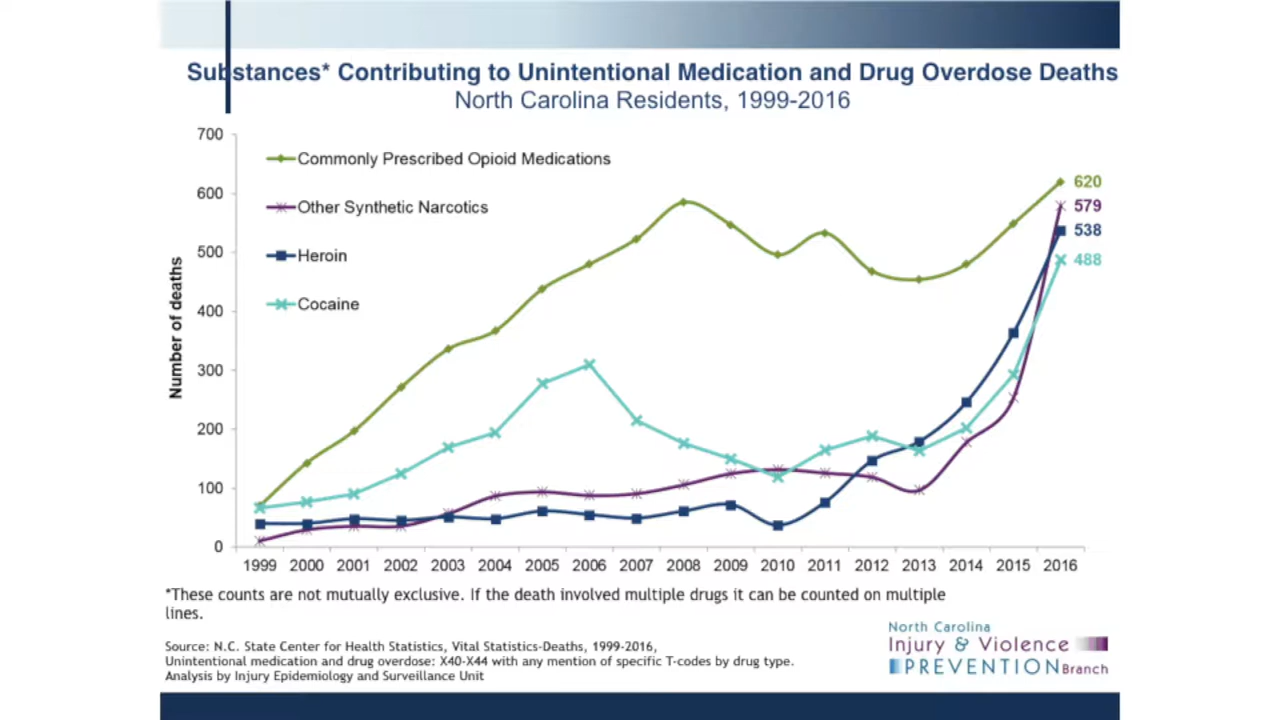 Substances* Contributing to Unintentional Medication and Drug Overdose Deaths
North Carolina Residents, 1999-2016
Number of deaths
700
600
500
400
300
200
100
0
Commonly Prescribed Opioid Medications
Other Synthetic Narcotics
Heroin
Cocaine
620
579
538
488
1999 2000 2001 2002 2003 2004 2005 2006 2007 2008 2009 2010 2011 2012 2013 2014 2015 2016
*These counts are not mutually exclusive. If the death involved multiple drugs it can be counted on multiple
lines.
Source: N.C. State Center for Health Statistics, Vital Statistics-Deaths, 1999-2016,
Unintentional medication and drug overdose: X40-X44 with any mention of specific T-codes by drug type.
Analysis by Injury Epidemiology and Surveillance Unit
North Carolina
Injury & Violence
PREVENTION Branch